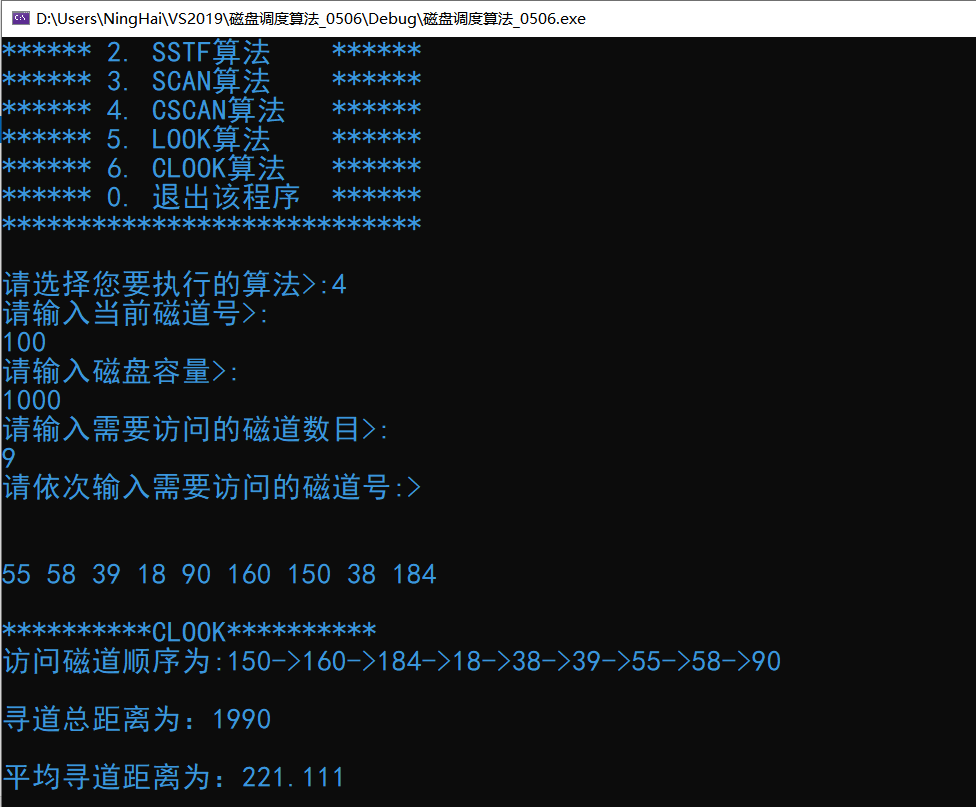 D:\Users\NingHai\VS2019\磁盘调度算法_0506\Debug\磁盘调度算法_0506.exe
****** 2. SSTF算法 ******
****** 3. SCAN算法 ******
****** 4. CSCAN算法 ******
****** 5. LOOK算法 ******
****** 6. CLOOK算法 ******
****** 0. 退出该程序 ******
****************************
请选择您要执行的算法>:4
请输入当前磁道号>:
100
请输入磁盘容量>:
1000
请输入需要访问的磁道数目>:
9
请依次输入需要访问的磁道号:>
55 58 39 18 90 160 150 38 184
**********CLOOK**********
访问磁道顺序为:150->160->184->18->38->39->55->58->90
寻道总距离为：1990
平均寻道距离为：221.111